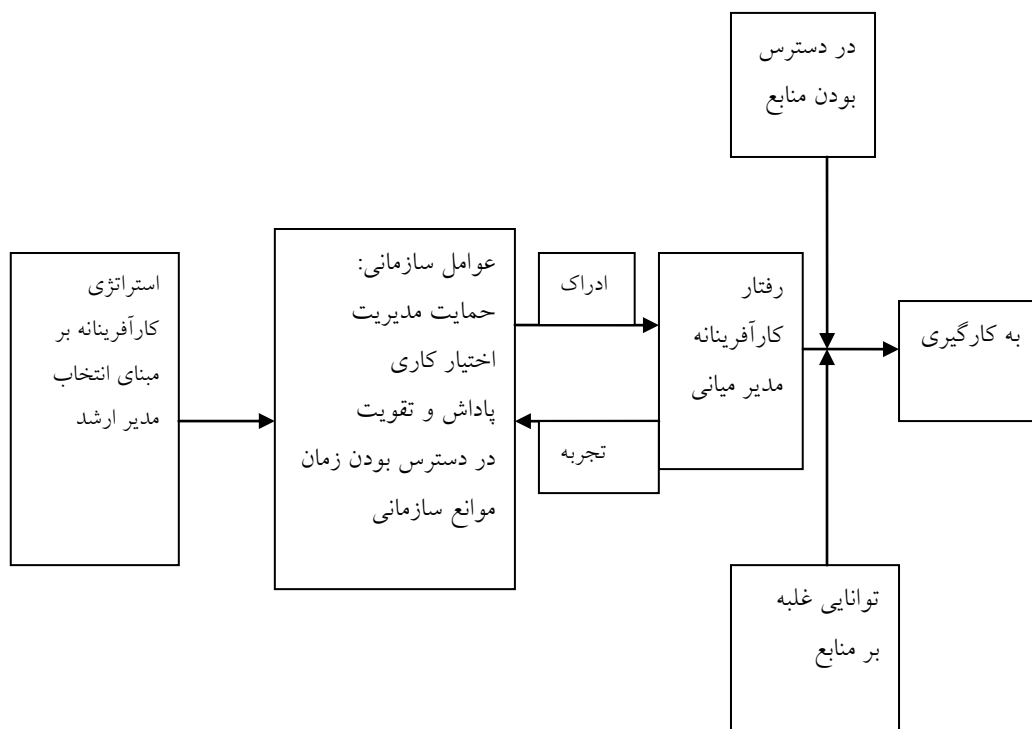 در دسترس
بودن منابع
استراتژی
کارآفرینانه بر
مبنای انتخاب
مدیر ارشد
عوامل سازمانی:
حمایت مدیریت
اختیار کاری
پاداش و تقویت
در دسترس بودن زمان
موانع سازمانی
ادراک
تجربه
رفتار
کارآفرینانه
مدیر میانی
به کارگیری
توانایی غلبه
بر منابع